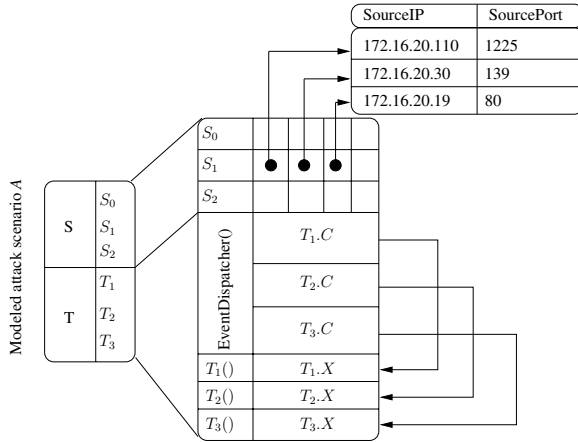 SourceIP SourcePort
172.16.20.110 1225
172.16.20.30 139
172.16.20.19 80
S0
S1
S2
Modeled attack scenario A
S
S0
S1
S2
T
T1
T2
T3
EventDispatcher()
T1.C
T2.C
T3.C
T1() T1.X
T2() T2.X
T3() T3.X